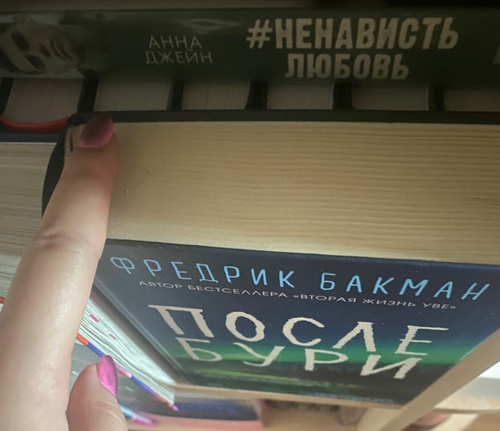 АННА
ДЖЕЙН
#НЕНАВИСТЬ
ЛЮБОВЬ
ФРЕДРИК БАКМАН
АВТОР БЕСТСЕЛЛЕРА «ВТОРАЯ ЖИЗНЬ УВЕ»
ПОСЛЕ
БУРИ